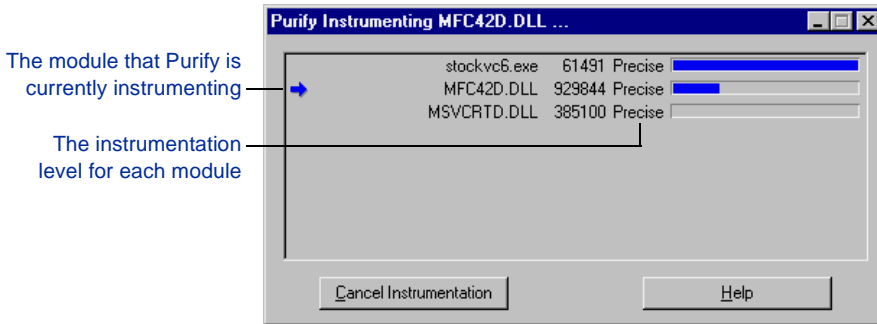 Purify Instrumenting MFC42D.DLL ...
The module that Purify is
currently instrumenting
stockvc6.exe 61491 Precise
MFC42D.DLL 929844 Precise
MSVCRTD.DLL 385100 Precise
The instrumentation
level for each module
Cancel Instrumentation
Help